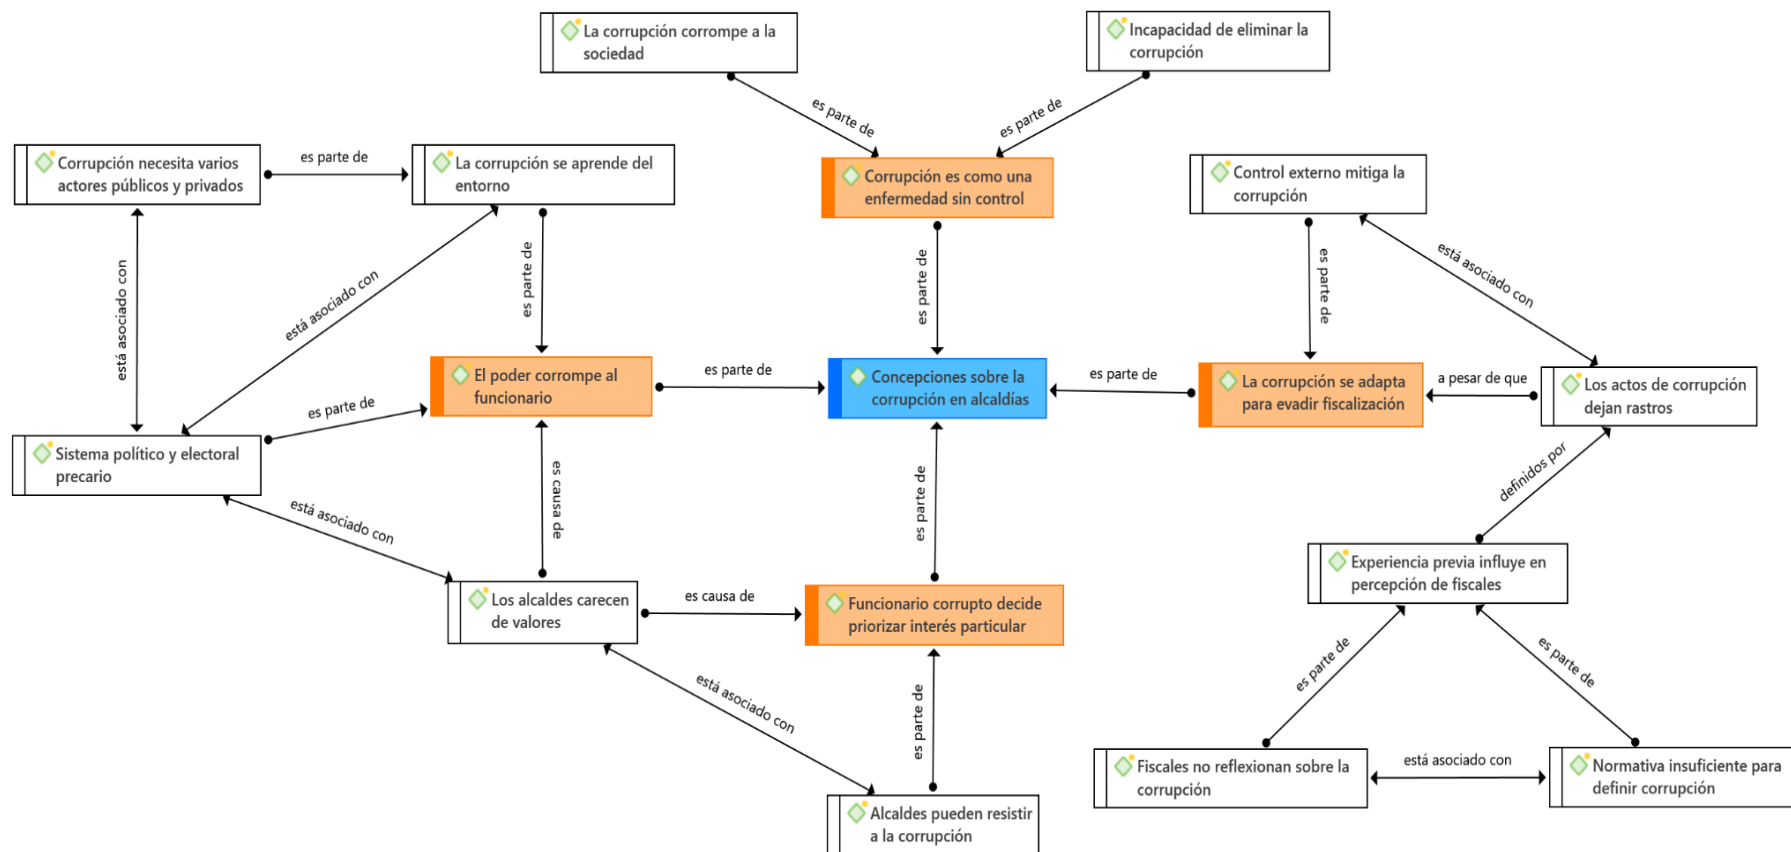 La corrupción corrompe a la
sociedad
Incapacidad de eliminar la
corrupción
es parte de
es parte de
Corrupción necesita varios
actores públicos y privados
es parte de
La corrupción se aprende del
entorno
Corrupción es como una
enfermedad sin control
Control externo mitiga la
corrupción
está asociado con
está asociado con
es parte de
es parte de
es parte de
está asociado con
El poder corrompe al
funcionario
es parte de
Concepciones sobre la
corrupción en alcaldías
es parte de
La corrupción se adapta
para evadir fiscalización
a pesar de que
Los actos de corrupción
dejan rastros
es parte de
Sistema político y electoral
precario
está asociado con
es causa de
es parte de
definidos por
Los alcaldes carecen
de valores
es causa de
Funcionario corrupto decide
priorizar interés particular
Experiencia previa influye en
percepción de fiscales
está asociado con
es parte de
es parte de
es parte de
Fiscales no reflexionan sobre la
corrupción
está asociado con
Normativa insuficiente para
definir corrupción
Alcaldes pueden resistir
a la corrupción